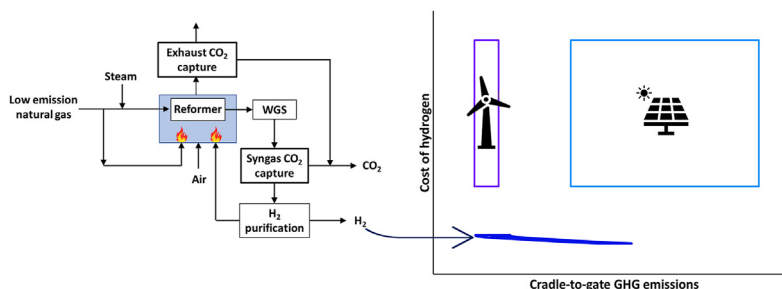 Exhaust CO₂
capture
Steam
Low emission
natural gas
Reformer
WGS
Syngas CO₂
capture
CO₂
Air
H₂
purification
H₂
Cost of hydrogen
Cradle-to-gate GHG emissions